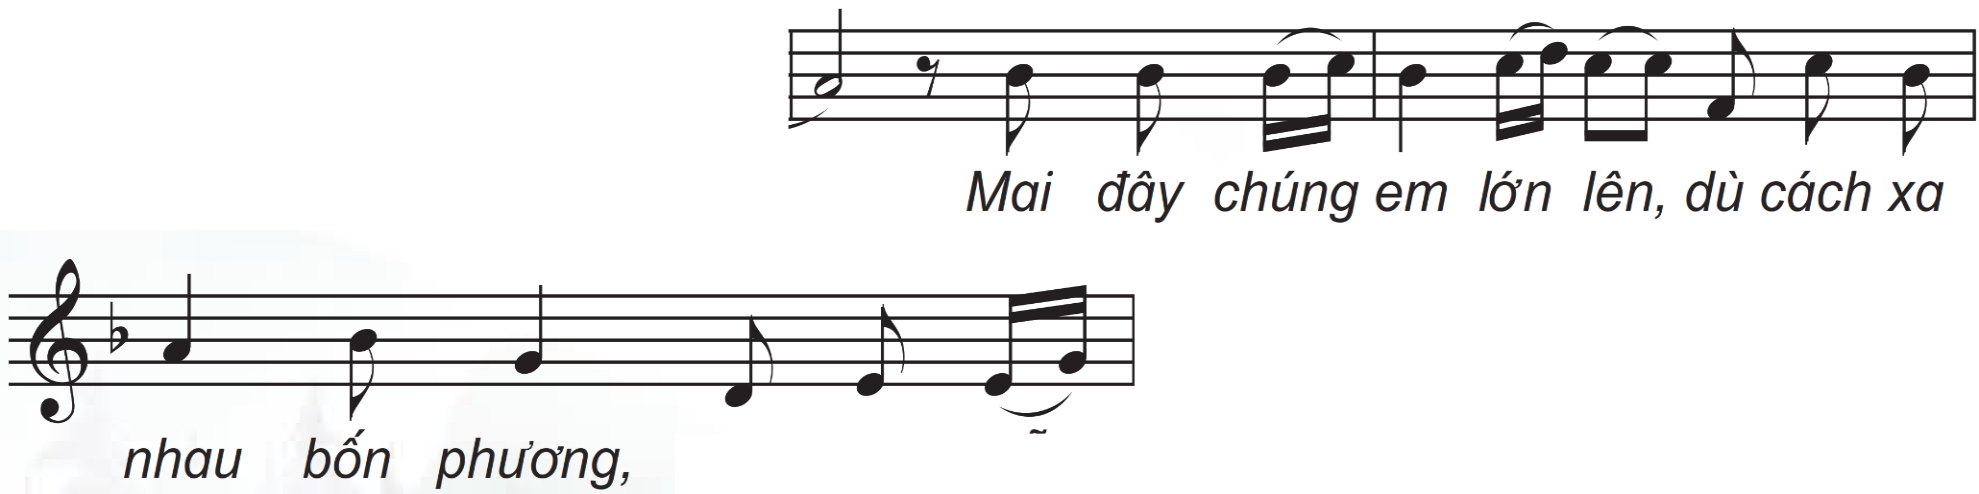 Mai đây chúng em lớn lên, dù cách xa
nhau bốn phương,